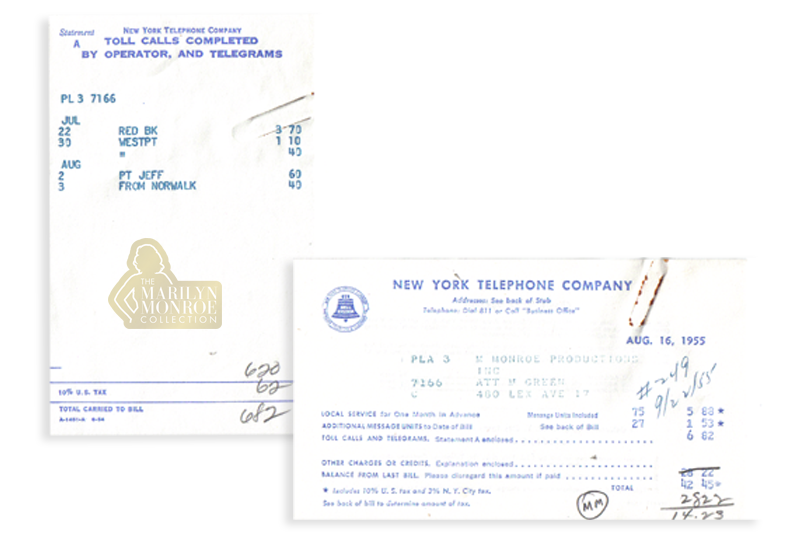 Statement
A
NEW YORK TELEPHONE COMPANY
TOLL CALLS COMPLETED
BY OPERATOR, AND TELEGRAMS
PL 3 7166
JUL
22 RED BK 3 70
30 WESTPT 1 10
" 40
AUG
2 PT JEFF 60
3 FROM NORWALK 40
THE
MARILYN
MONROE
COLLECTION
620
10% U.S. TAX 62
TOTAL CARRIED TO BILL 682
NEW YORK TELEPHONE COMPANY
Addresses: See back of Stub
Telephone: Dial 811 or Call "Business Office"
AUG. 16, 1955
PLA 3 M MONROE PRODUCTIONS
INC
7166 ATT M GREEN
C 460 LEX AVE 17
#249
9/22/55
LOCAL SERVICE for One Month in Advance Message Units Included 75 5 88 *
ADDITIONAL MESSAGE UNITS to Date of Bill See back of Bill 27 1 53 *
TOLL CALLS AND TELEGRAMS, Statement A enclosed 6 82
OTHER CHARGES OR CREDITS, Explanation enclosed
BALANCE FROM LAST BILL. Please disregard this amount if paid 28 22
* Includes 10% U.S. tax and 3% N.Y. City tax. TOTAL 42 45*
See back of bill to determine amount of tax.
MM
2822
14.23